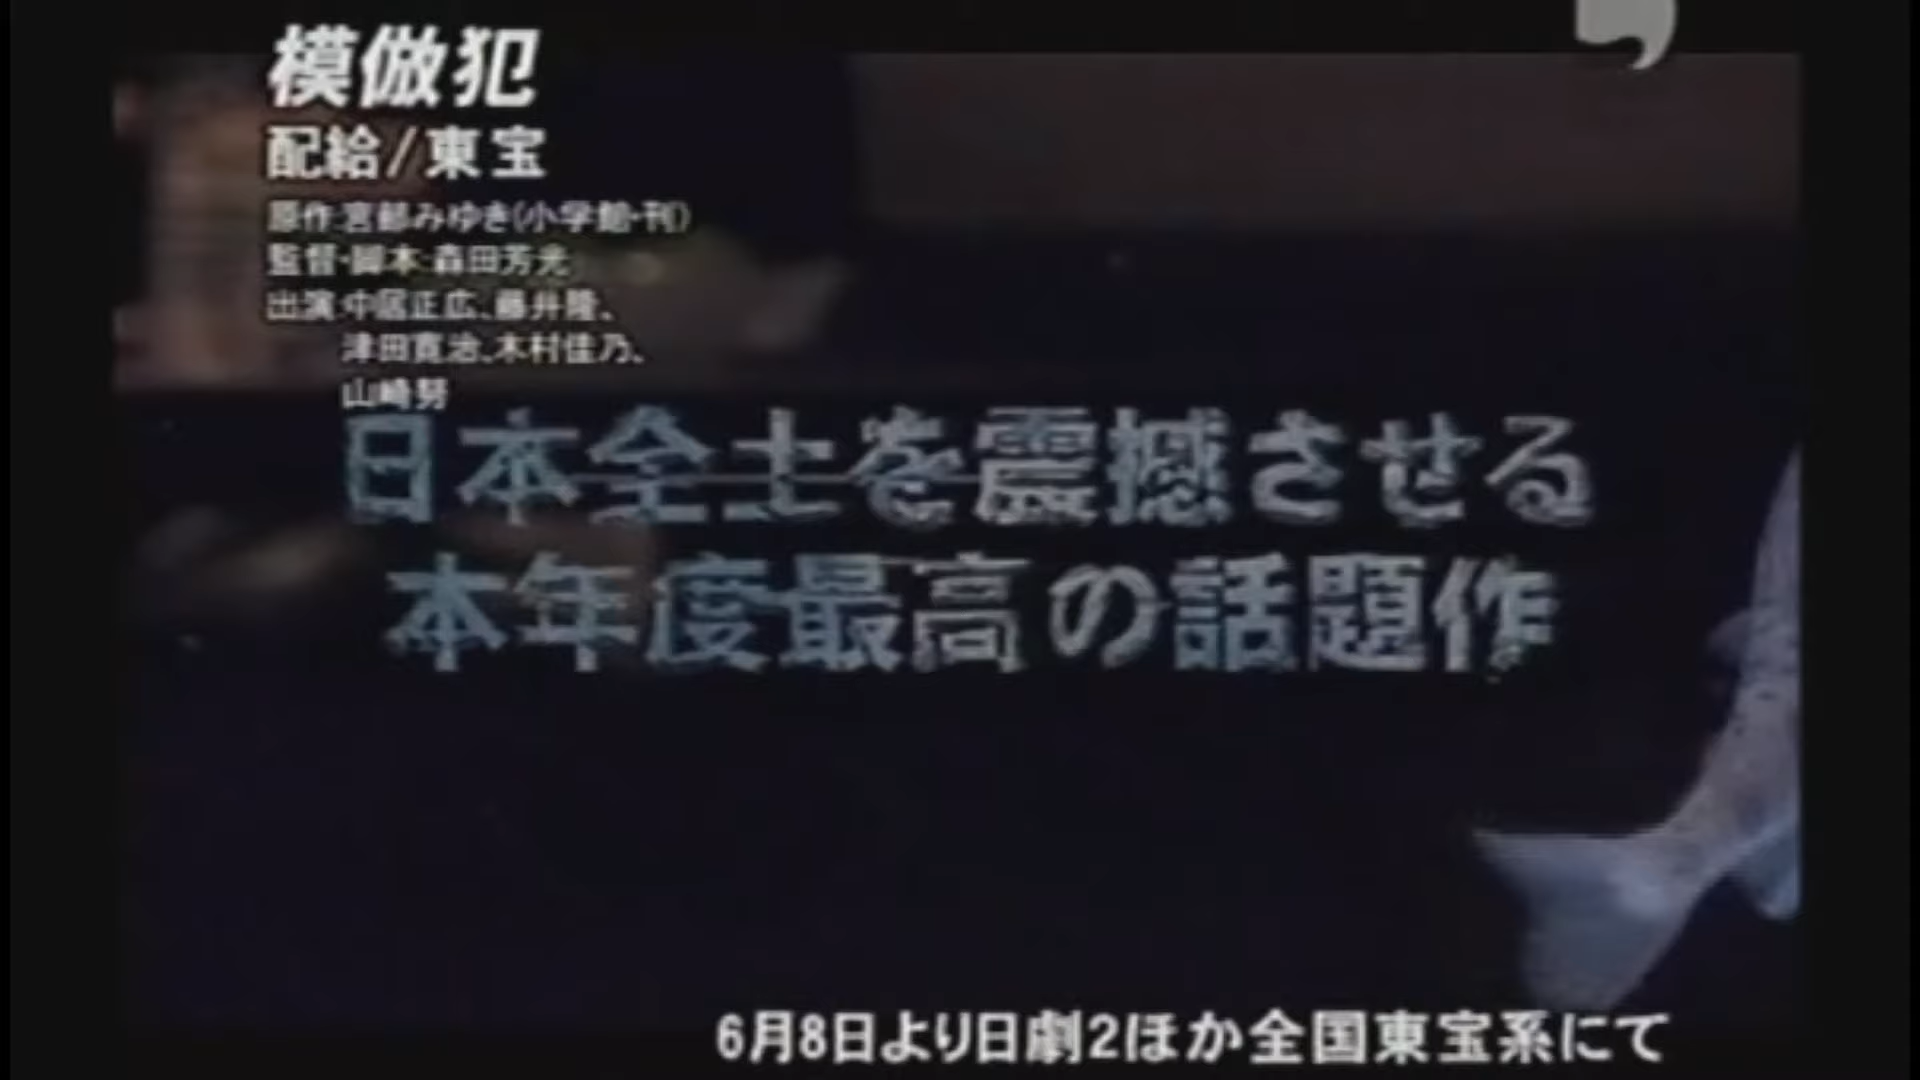 模倣犯
配給/東宝
原作:宮部みゆき(小学館・刊)
監督・脚本:森田芳光
出演:中居正広、藤井隆、
津田寛治、木村佳乃、
山崎努
日本全土を震撼させる
本年度最高の話題作
6月8日より日劇2ほか全国東宝系にて